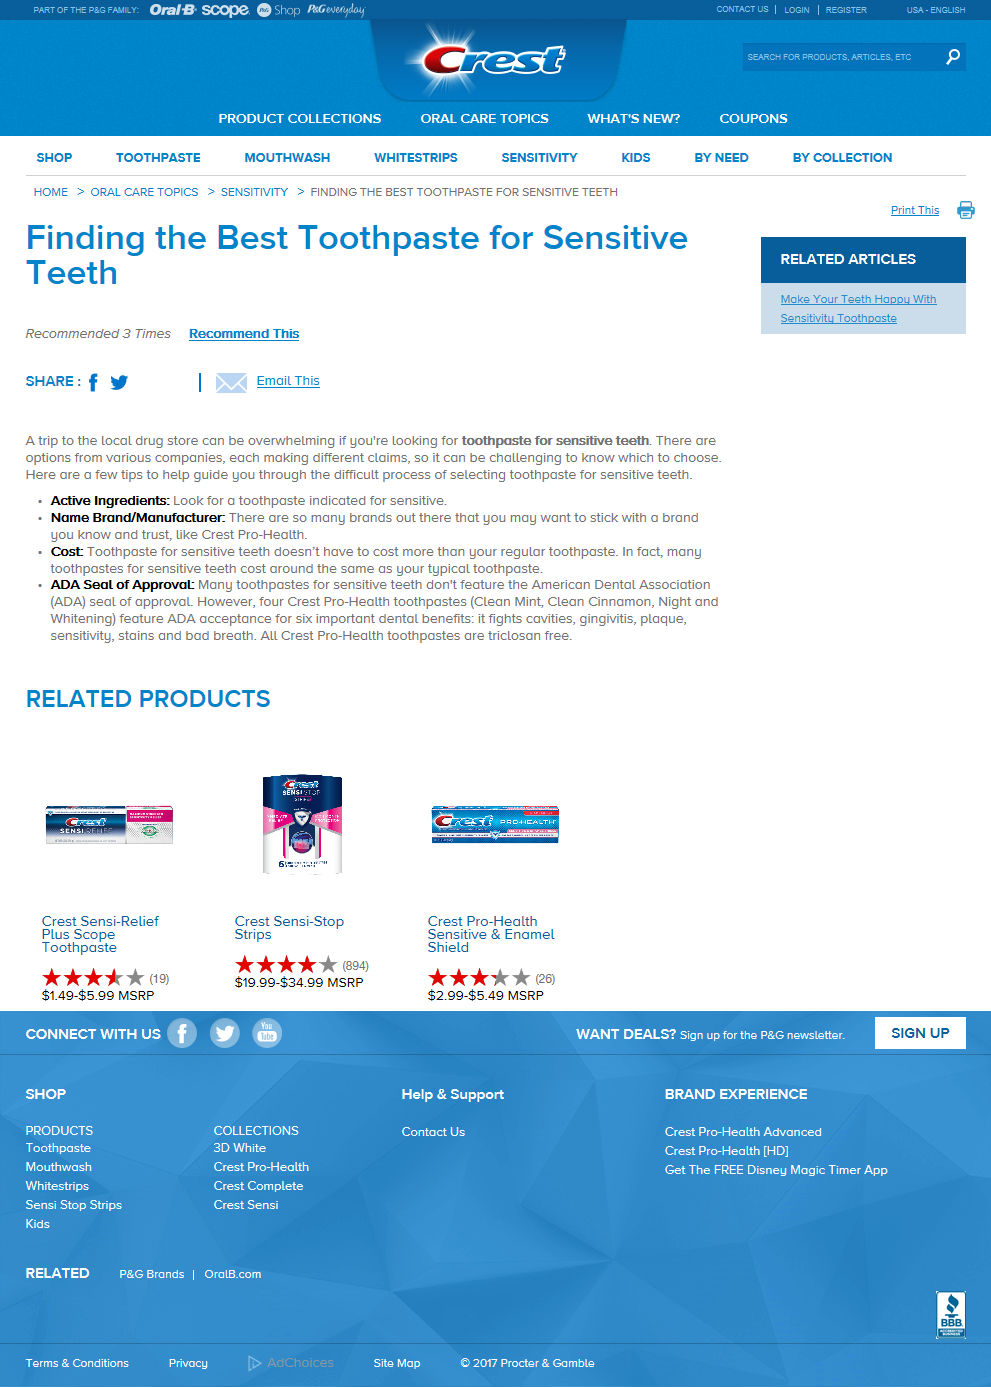 PART OF THE P&G FAMILY: Oral-B scope. P&G Shop P&Geveryday
CONTACT US | LOGIN | REGISTER USA - ENGLISH
Crest
SEARCH FOR PRODUCTS, ARTICLES, ETC
PRODUCT COLLECTIONS ORAL CARE TOPICS WHAT'S NEW? COUPONS
SHOP TOOTHPASTE MOUTHWASH WHITESTRIPS SENSITIVITY KIDS BY NEED BY COLLECTION
HOME > ORAL CARE TOPICS > SENSITIVITY > FINDING THE BEST TOOTHPASTE FOR SENSITIVE TEETH
Print This
Finding the Best Toothpaste for Sensitive
Teeth
RELATED ARTICLES
Make Your Teeth Happy With
Sensitivity Toothpaste
Recommended 3 Times Recommend This
SHARE : | Email This
A trip to the local drug store can be overwhelming if you're looking for toothpaste for sensitive teeth. There are
options from various companies, each making different claims, so it can be challenging to know which to choose.
Here are a few tips to help guide you through the difficult process of selecting toothpaste for sensitive teeth.
• Active Ingredients: Look for a toothpaste indicated for sensitive.
• Name Brand/Manufacturer: There are so many brands out there that you may want to stick with a brand
you know and trust, like Crest Pro-Health.
• Cost: Toothpaste for sensitive teeth doesn't have to cost more than your regular toothpaste. In fact, many
toothpastes for sensitive teeth cost around the same as your typical toothpaste.
• ADA Seal of Approval: Many toothpastes for sensitive teeth don't feature the American Dental Association
(ADA) seal of approval. However, four Crest Pro-Health toothpastes (Clean Mint, Clean Cinnamon, Night and
Whitening) feature ADA acceptance for six important dental benefits: it fights cavities, gingivitis, plaque,
sensitivity, stains and bad breath. All Crest Pro-Health toothpastes are triclosan free.
RELATED PRODUCTS
Crest
SENSI RELIEF
Crest
SENSI STOP
STRIPS
6
Crest PRO-HEALTH
Crest Sensi-Relief
Plus Scope
Toothpaste
(19)
$1.49-$5.99 MSRP
Crest Sensi-Stop
Strips
(894)
$19.99-$34.99 MSRP
Crest Pro-Health
Sensitive & Enamel
Shield
(26)
$2.99-$5.49 MSRP
CONNECT WITH US You Tube
WANT DEALS? Sign up for the P&G newsletter. SIGN UP
SHOP
PRODUCTS
Toothpaste
Mouthwash
Whitestrips
Sensi Stop Strips
Kids
COLLECTIONS
3D White
Crest Pro-Health
Crest Complete
Crest Sensi
Help & Support
Contact Us
BRAND EXPERIENCE
Crest Pro-Health Advanced
Crest Pro-Health [HD]
Get The FREE Disney Magic Timer App
RELATED P&G Brands | OralB.com
BBB.
ACCREDITED
BUSINESS
Terms & Conditions Privacy AdChoices Site Map © 2017 Procter & Gamble